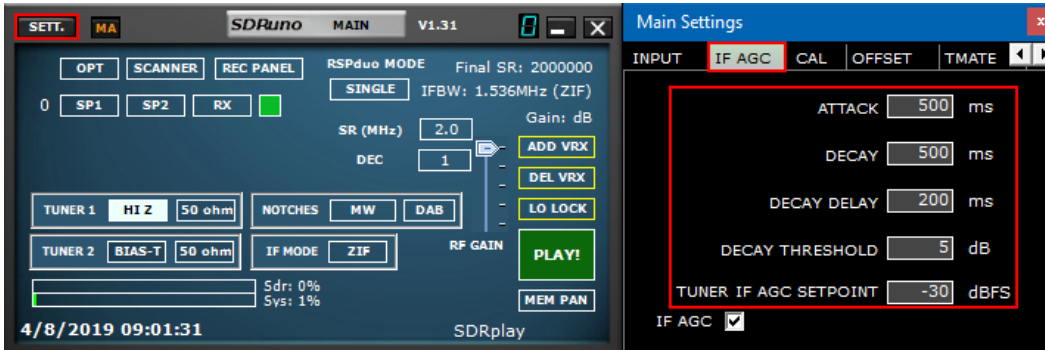 SETT. MA SDRuno MAIN V1.31 0
OPT SCANNER REC PANEL RSPduo MODE Final SR: 2000000
SINGLE IFBW: 1.536MHz (ZIF)
0 SP1 SP2 RX Gain: dB
SR (MHz) 2.0
ADD VRX
DEC 1
DEL VRX
TUNER 1 HI Z 50 ohm NOTCHES MW DAB LO LOCK
TUNER 2 BIAS-T 50 ohm IF MODE ZIF RF GAIN PLAY!
Sdr: 0%
Sys: 1% MEM PAN
4/8/2019 09:01:31 SDRplay
Main Settings x
INPUT IF AGC CAL OFFSET TMATE
ATTACK 500 ms
DECAY 500 ms
DECAY DELAY 200 ms
DECAY THRESHOLD 5 dB
TUNER IF AGC SETPOINT -30 dBFS
IF AGC